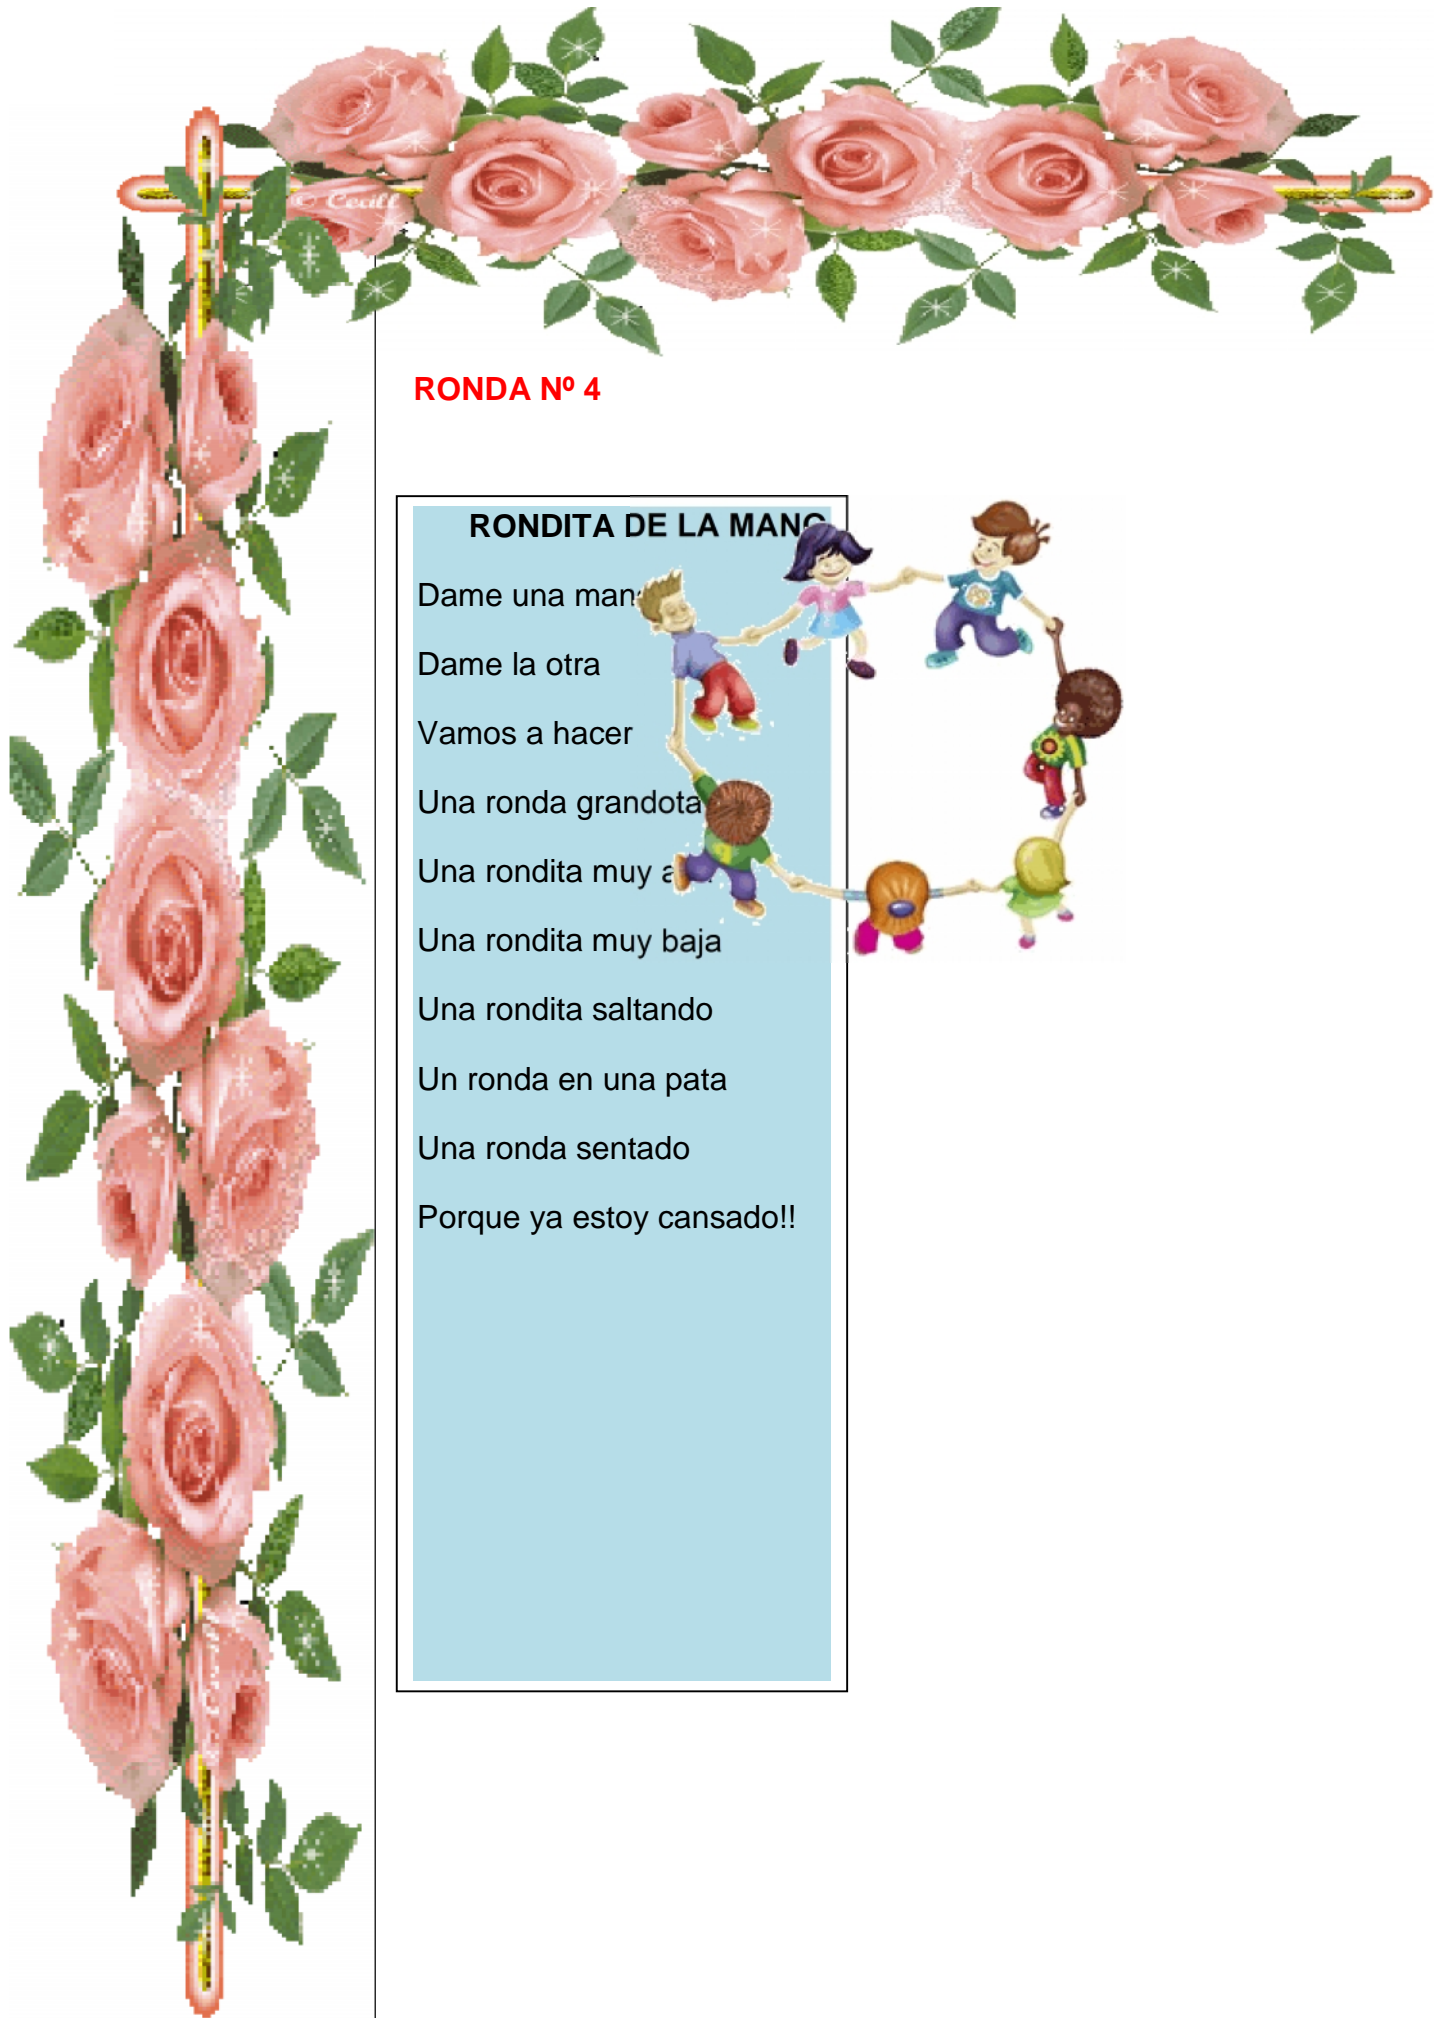 © Cecill
RONDA Nº 4
RONDITA DE LA MANO
Dame una man
Dame la otra
Vamos a hacer
Una ronda grandota
Una rondita muy a
Una rondita muy baja
Una rondita saltando
Un ronda en una pata
Una ronda sentado
Porque ya estoy cansado!!